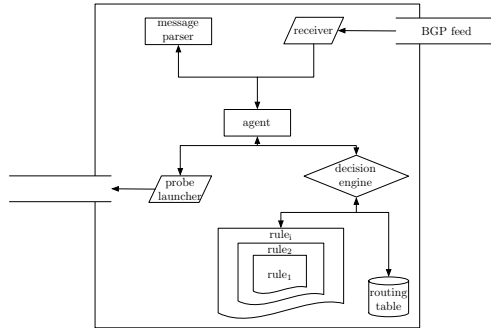 message
parser
receiver
BGP feed
agent
probe
launcher
decision
engine
rule_i
rule_2
rule_1
routing
table